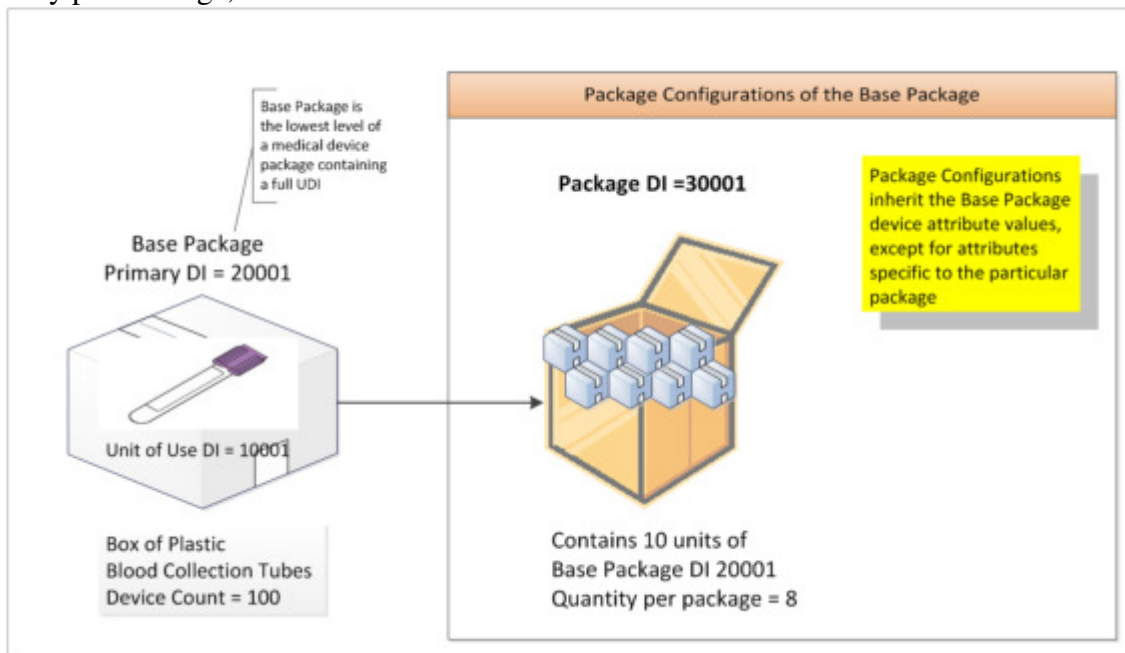 Base Package is
the lowest level of
a medical device
package containing
a full UDI
Base Package
Primary DI = 20001
Unit of Use DI = 10001
Box of Plastic
Blood Collection Tubes
Device Count = 100
Package Configurations of the Base Package
Package DI =30001
Package Configurations
inherit the Base Package
device attribute values,
except for attributes
specific to the particular
package
Contains 10 units of
Base Package DI 20001
Quantity per package = 8